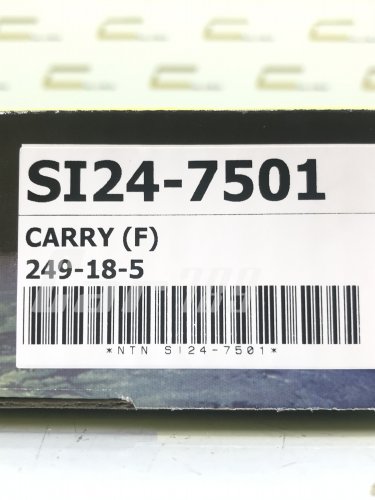 SI24-7501
CARRY (F)
249-18-5
*NTN SI24-7501*